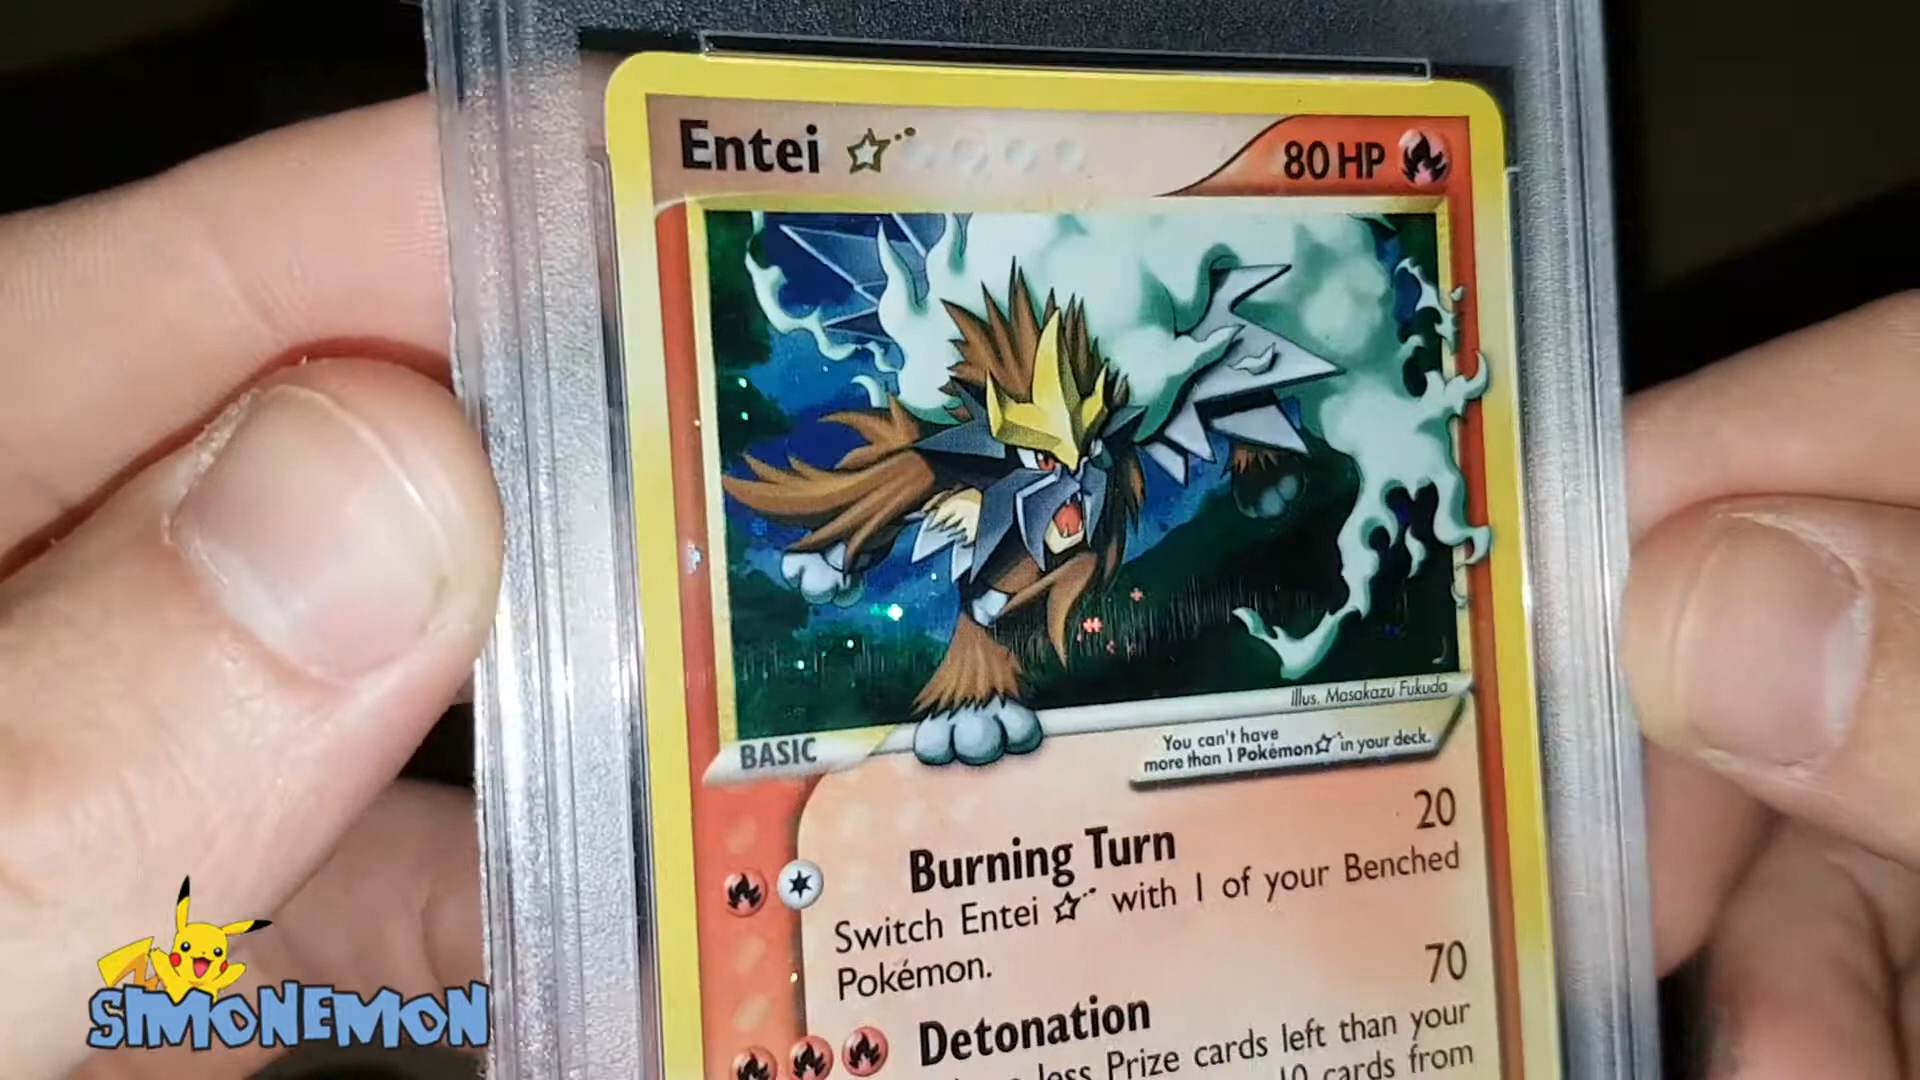 Entei ☆
80 HP
Illus. Masakazu Fukuda
BASIC
You can't have
more than 1 Pokémon☆ in your deck.
Burning Turn 20
Switch Entei ☆ with 1 of your Benched
Pokémon.
Detonation 70
less Prize cards left than your
10 cards from
SIMONEMON